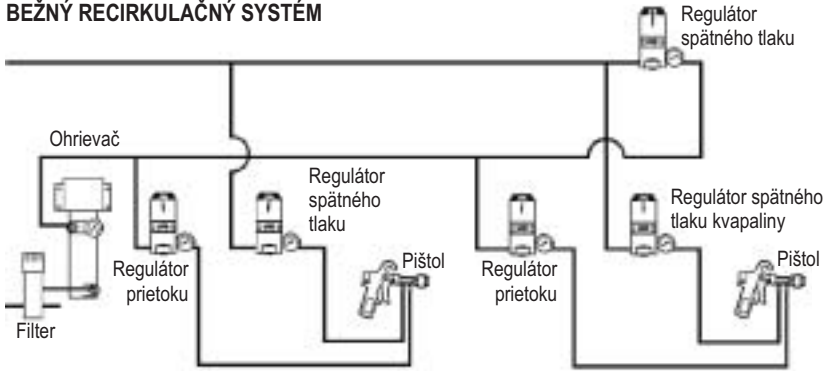 BEŽNÝ RECIRKULAČNÝ SYSTÉM
Regulátor
spätného tlaku
Ohrievač
Regulátor
spätného
tlaku
Regulátor spätného
tlaku kvapaliny
Regulátor
prietoku
Pištol
Regulátor
prietoku
Pištol
Filter